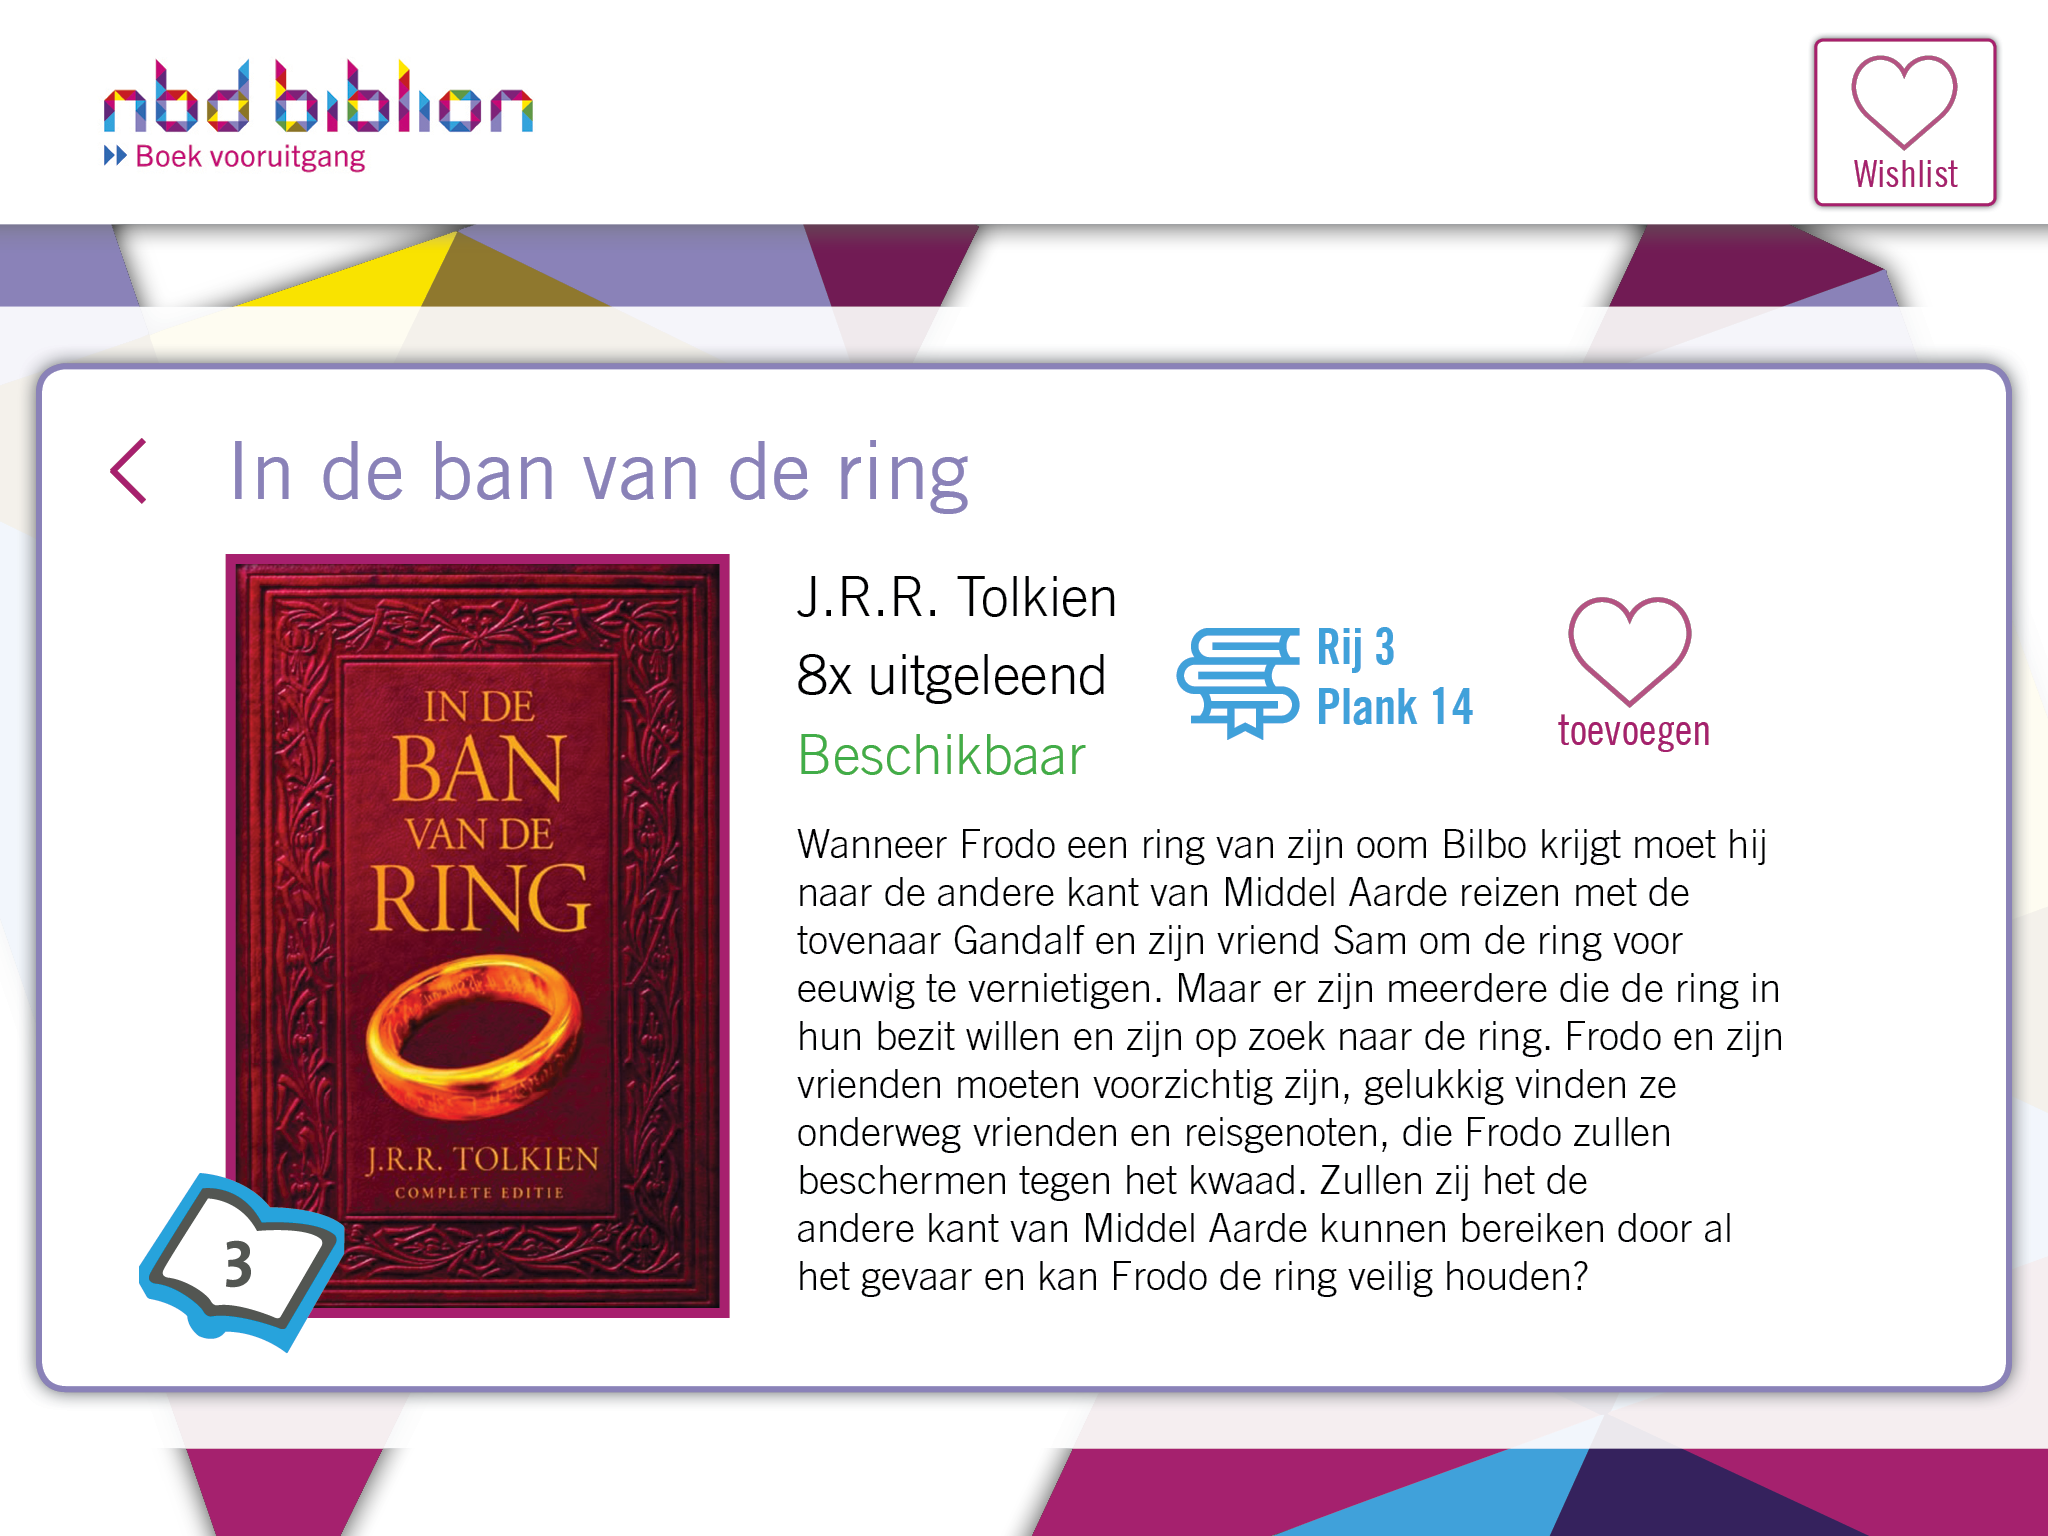 nbd biblion
Boek vooruitgang
Wishlist
In de ban van de ring
IN DE
BAN
VAN DE
RING
J.R.R. TOLKIEN
COMPLETE EDITIE
3
J.R.R. Tolkien
8x uitgeleend
Beschikbaar
Rij 3
Plank 14
toevoegen
Wanneer Frodo een ring van zijn oom Bilbo krijgt moet hij
naar de andere kant van Middel Aarde reizen met de
tovenaar Gandalf en zijn vriend Sam om de ring voor
eeuwig te vernietigen. Maar er zijn meerdere die de ring in
hun bezit willen en zijn op zoek naar de ring. Frodo en zijn
vrienden moeten voorzichtig zijn, gelukkig vinden ze
onderweg vrienden en reisgenoten, die Frodo zullen
beschermen tegen het kwaad. Zullen zij het de
andere kant van Middel Aarde kunnen bereiken door al
het gevaar en kan Frodo de ring veilig houden?